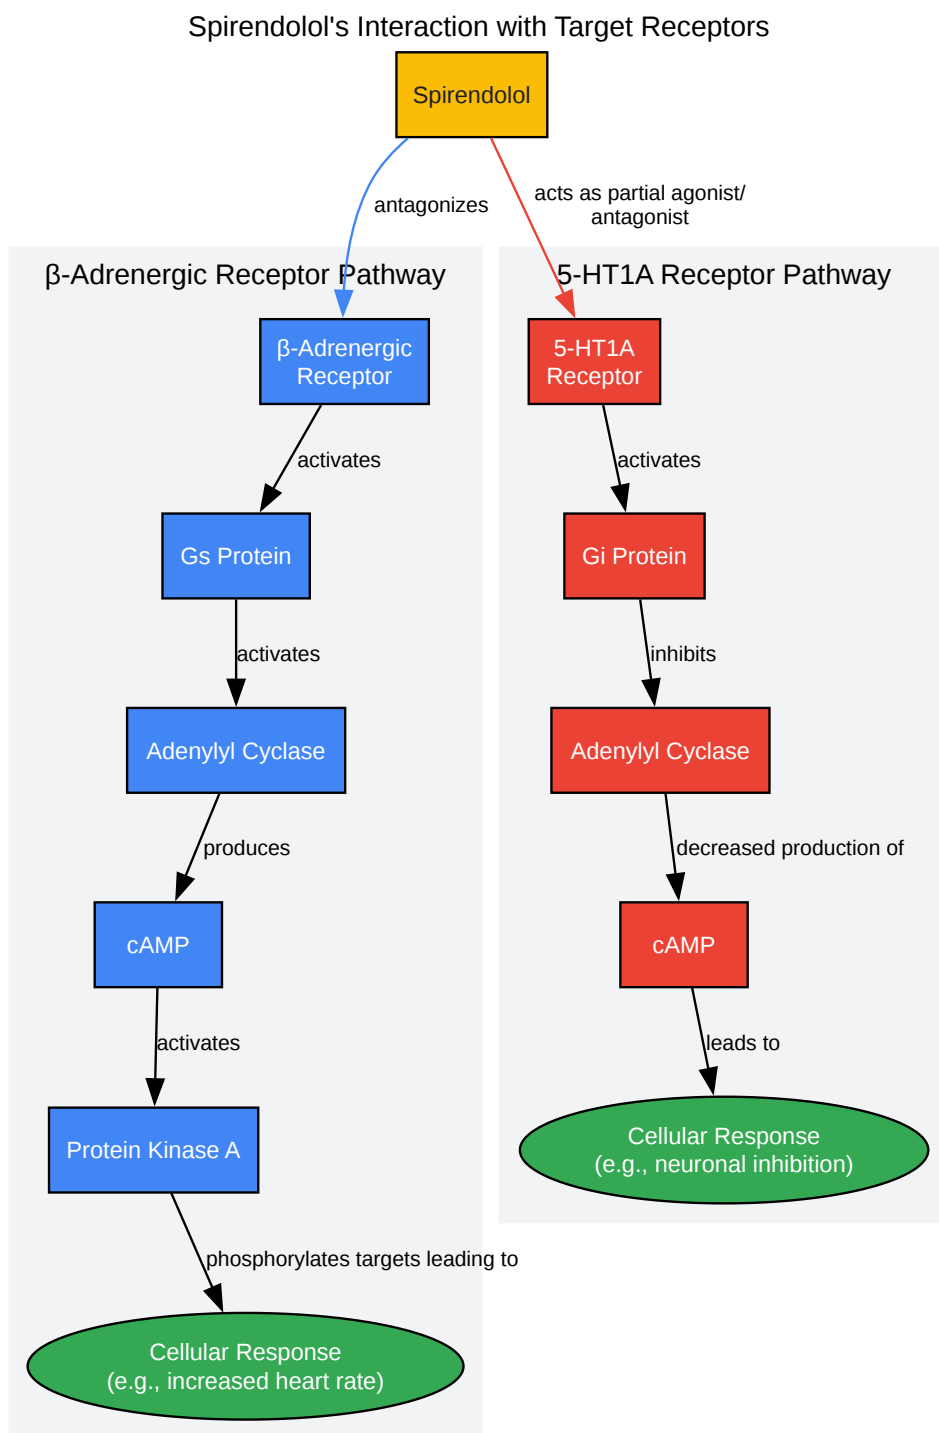 Spirendolol's Interaction with Target Receptors
Spirendolol
antagonizes
acts as partial agonist/
antagonist
β-Adrenergic Receptor Pathway
β-Adrenergic
Receptor
activates
Gs Protein
activates
Adenylyl Cyclase
produces
cAMP
activates
Protein Kinase A
phosphorylates targets leading to
Cellular Response
(e.g., increased heart rate)
5-HT1A Receptor Pathway
5-HT1A
Receptor
activates
Gi Protein
inhibits
Adenylyl Cyclase
decreased production of
cAMP
leads to
Cellular Response
(e.g., neuronal inhibition)